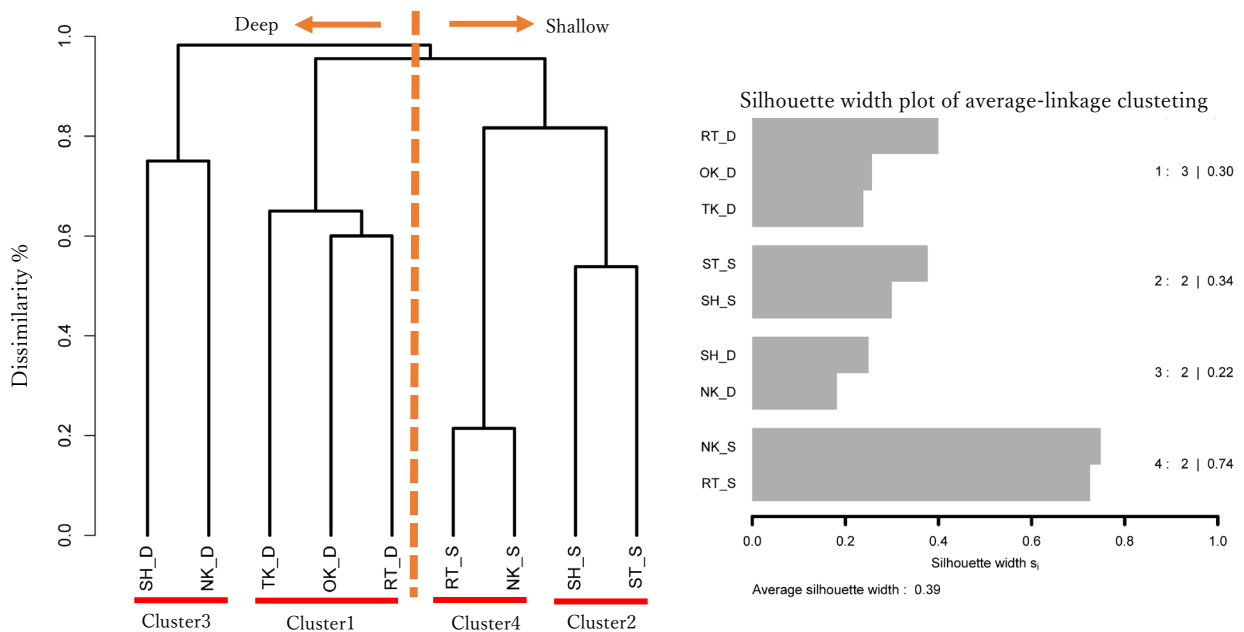 Deep
Shallow
Dissimilarity %
1.0
0.8
0.6
0.4
0.2
0.0
SH_D
NK_D
TK_D
OK_D
RT_D
RT_S
NK_S
SH_S
ST_S
Cluster3
Cluster1
Cluster4
Cluster2
Silhouette width plot of average-linkage clusteting
RT_D
OK_D
TK_D
1 : 3 | 0.30
ST_S
SH_S
2 : 2 | 0.34
SH_D
NK_D
3 : 2 | 0.22
NK_S
RT_S
4 : 2 | 0.74
0.0 0.2 0.4 0.6 0.8 1.0
Silhouette width si
Average silhouette width : 0.39